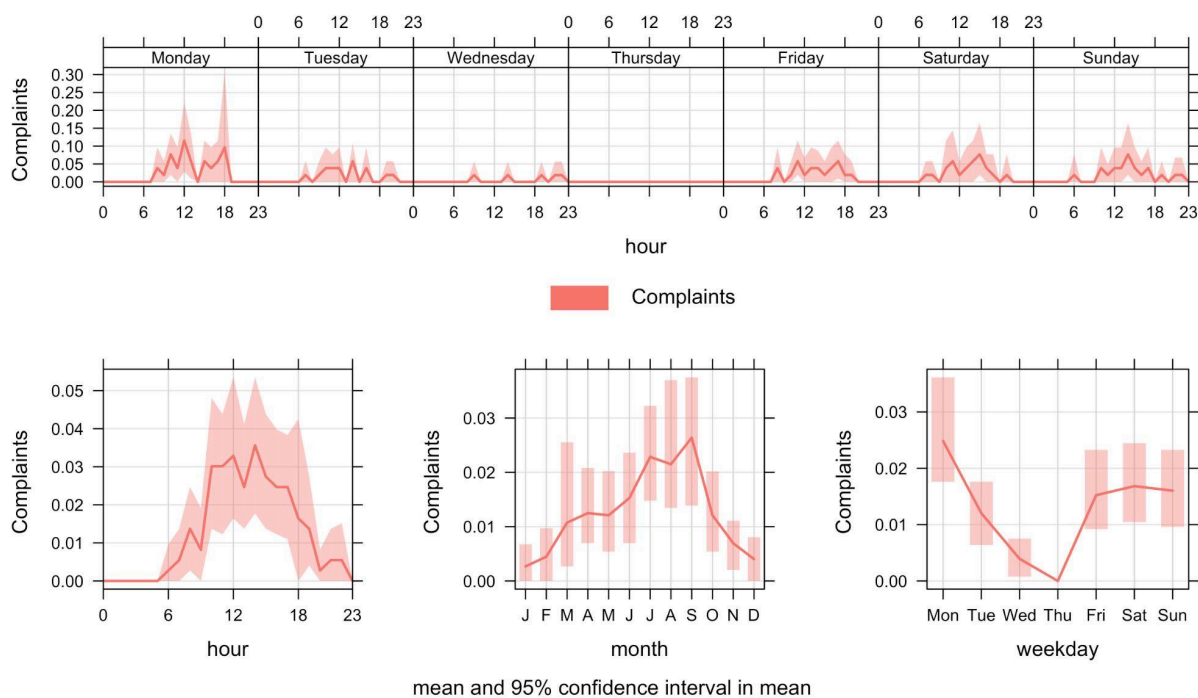 0 6 12 18 23 0 6 12 18 23 0 6 12 18 23
Monday Tuesday Wednesday Thursday Friday Saturday Sunday
Complaints
0.30
0.25
0.20
0.15
0.10
0.05
0.00
0 6 12 18 23 0 6 12 18 23 0 6 12 18 23 0 6 12 18 23
hour
Complaints
Complaints
0.05
0.04
0.03
0.02
0.01
0.00
0 6 12 18 23
hour
Complaints
0.03
0.02
0.01
0.00
J F M A M J J A S O N D
month
Complaints
0.03
0.02
0.01
0.00
Mon Tue Wed Thu Fri Sat Sun
weekday
mean and 95% confidence interval in mean